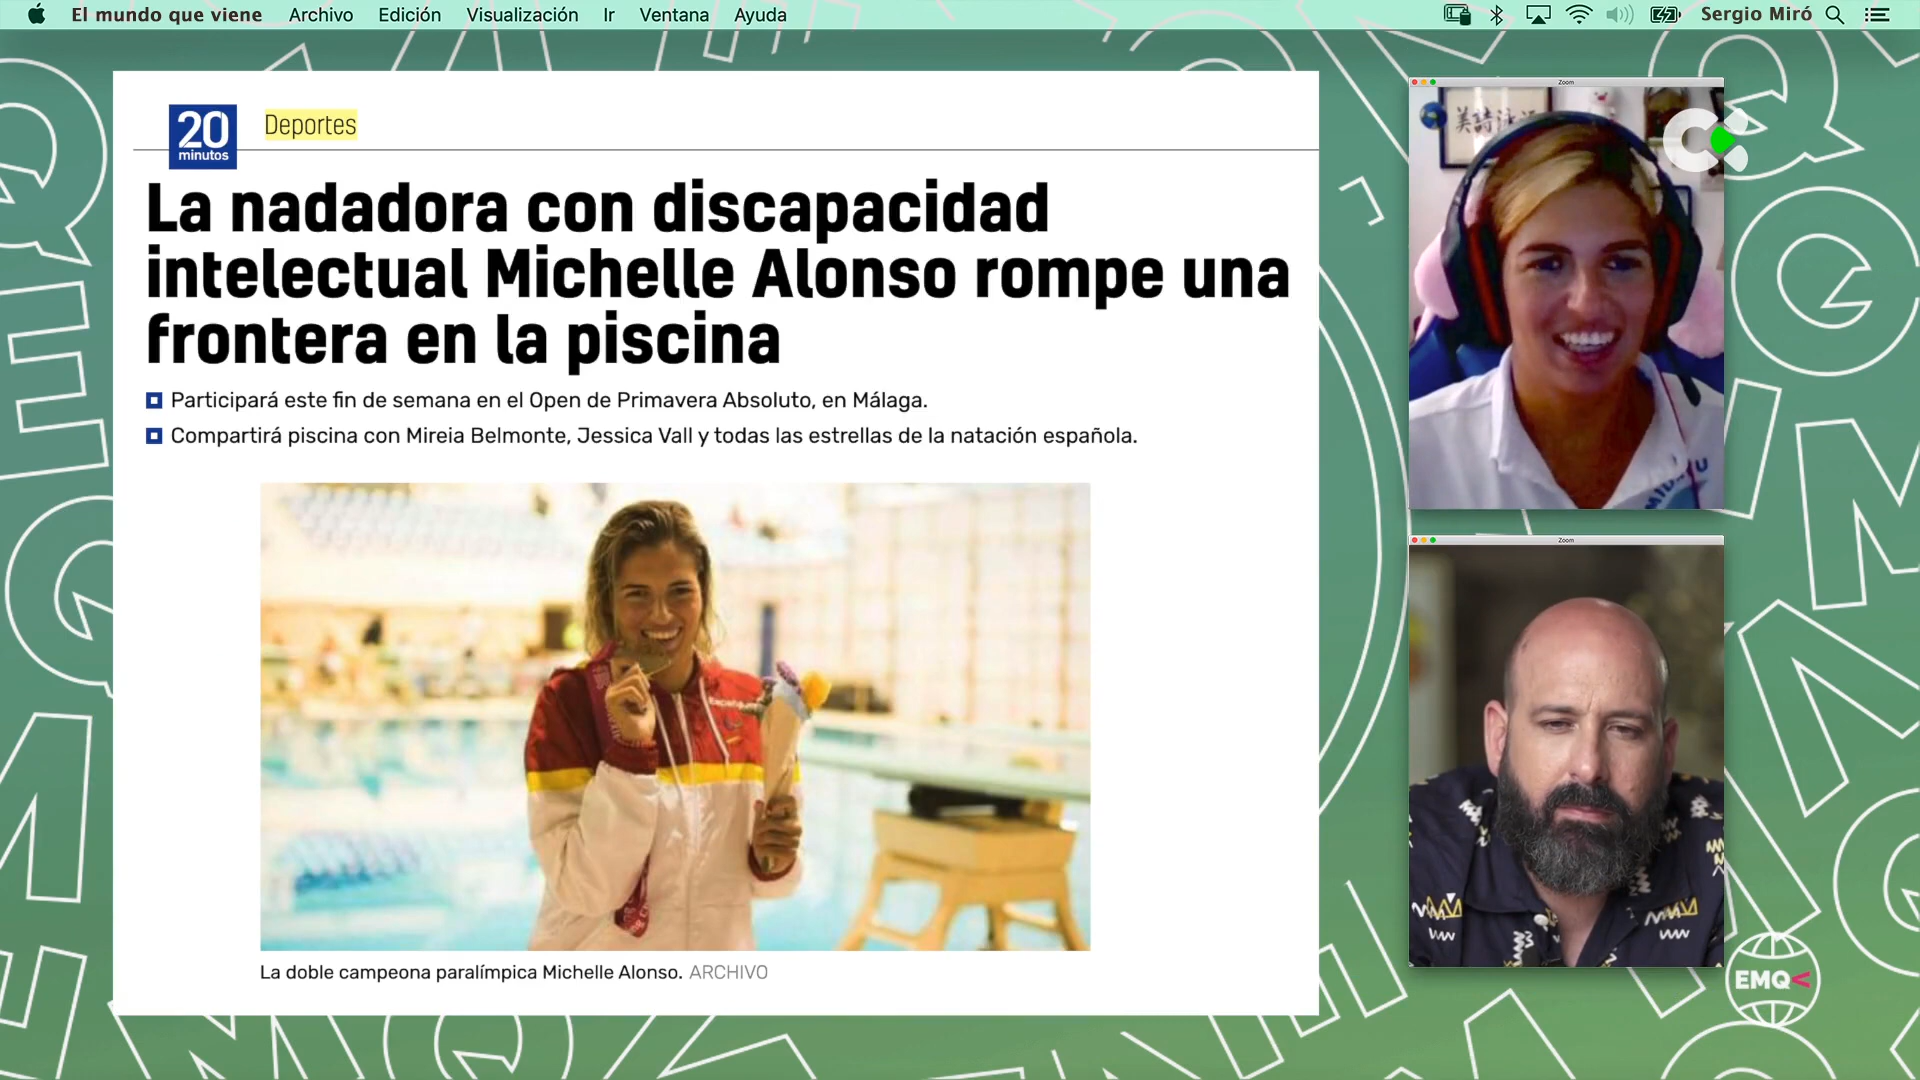 El mundo que viene Archivo Edición Visualización Ir Ventana Ayuda Sergio Miró
20
minutos
Deportes
La nadadora con discapacidad
intelectual Michelle Alonso rompe una
frontera en la piscina
Participará este fin de semana en el Open de Primavera Absoluto, en Málaga.
Compartirá piscina con Mireia Belmonte, Jessica Vall y todas las estrellas de la natación española.
La doble campeona paralímpica Michelle Alonso. ARCHIVO
Zoom
Zoom
EMQ<